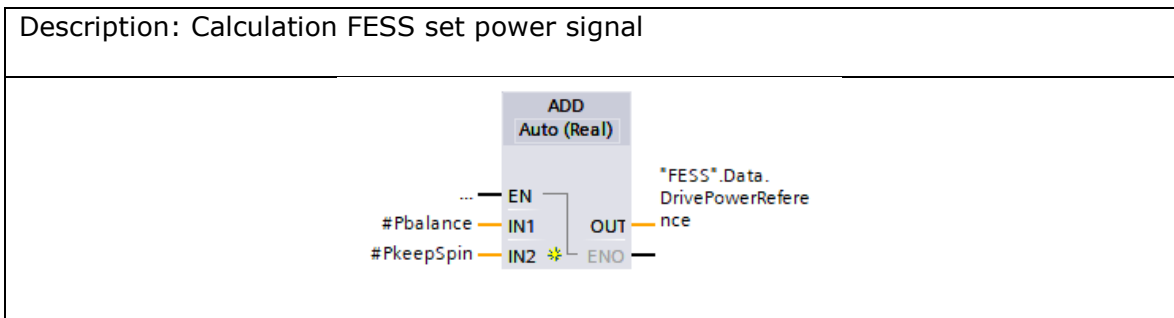 Description: Calculation FESS set power signal
ADD
Auto (Real)
"FESS".Data.
... EN DrivePowerRefere
#Pbalance IN1 OUT nce
#PkeepSpin IN2 ENO